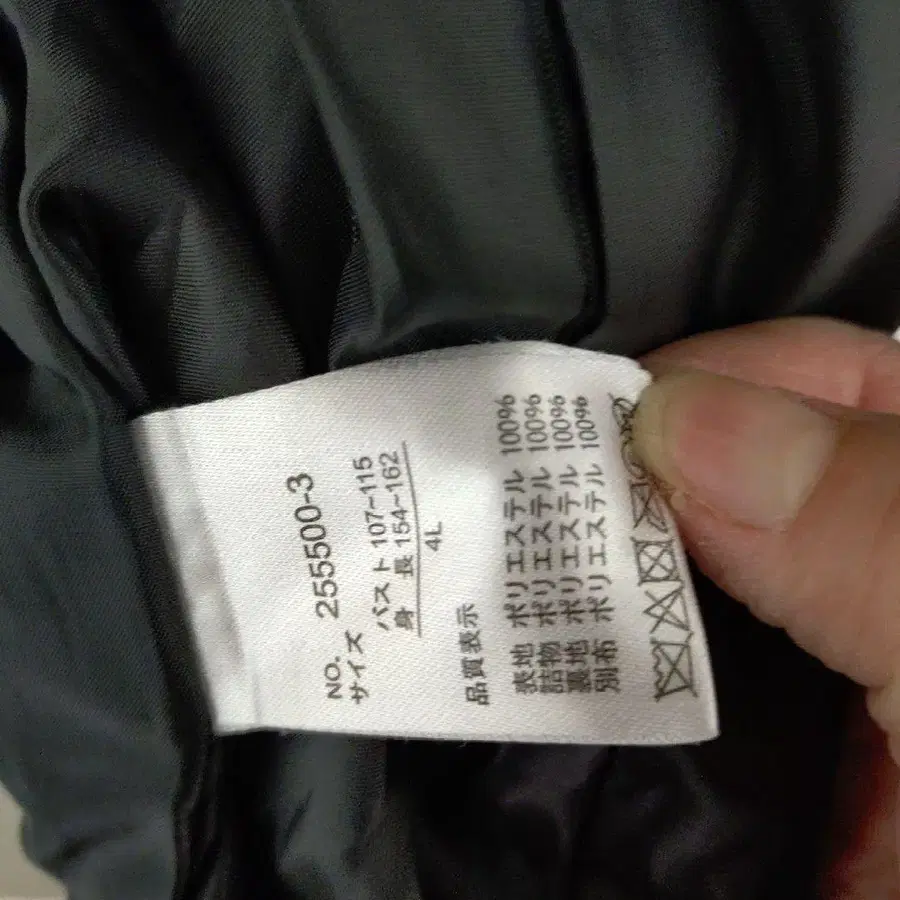 NO. 255500-3
サイズ
バスト 107~115
身 長 154~162
4L
品質表示
表地 ポリエステル 100%
詰物 ポリエステル 100%
裏地 ポリエステル 100%
別布 ポリエステル 100%